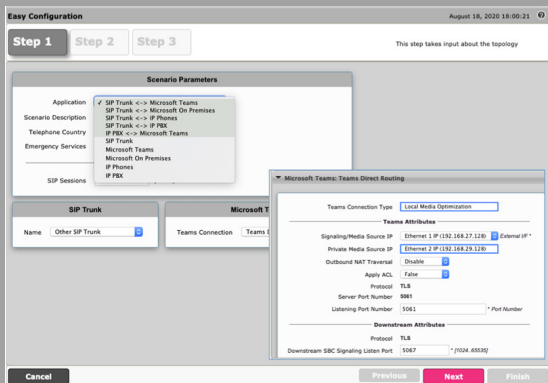 Easy Configuration
August 18, 2020 18:00:21
Step 1 Step 2 Step 3
This step takes input about the topology
Scenario Parameters
Application
✓ SIP Trunk <-> Microsoft Teams
SIP Trunk <-> Microsoft On Premises
SIP Trunk <-> IP Phones
SIP Trunk <-> IP PBX
IP PBX <-> Microsoft Teams
SIP Trunk
Microsoft Teams
Microsoft On Premises
IP Phones
IP PBX
Scenario Description
Telephone Country
Emergency Services
SIP Sessions
SIP Trunk
Name Other SIP Trunk
Microsoft T
Teams Connection Teams
Microsoft Teams: Teams Direct Routing
Teams Connection Type Local Media Optimization
Teams Attributes
Signaling/Media Source IP Ethernet 1 IP (192.168.27.128) External I/F *
Private Media Source IP Ethernet 2 IP (192.168.29.128)
Outbound NAT Traversal Disable
Apply ACL False
Protocol TLS
Server Port Number 5061
Listening Port Number 5061 * Port Number
Downstream Attributes
Protocol TLS
Downstream SBC Signaling Listen Port 5067 * [1024..65535]
Cancel
Previous
Next
Finish